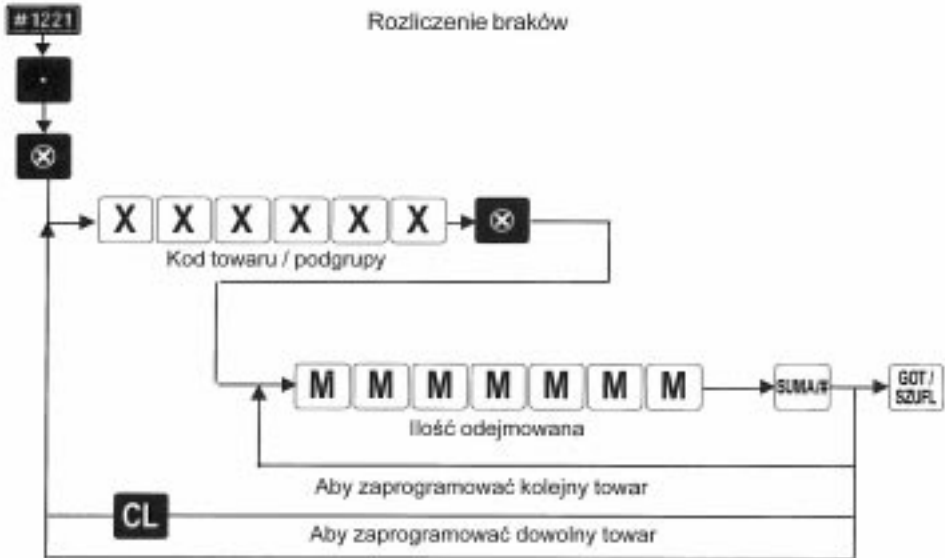 #1221
Rozliczenie braków
.
⊗
X X X X X X ⊗
Kod towaru / podgrupy
M M M M M M M SUMA/# GOT / SZUFL
Ilość odejmowana
Aby zaprogramować kolejny towar
CL
Aby zaprogramować dowolny towar